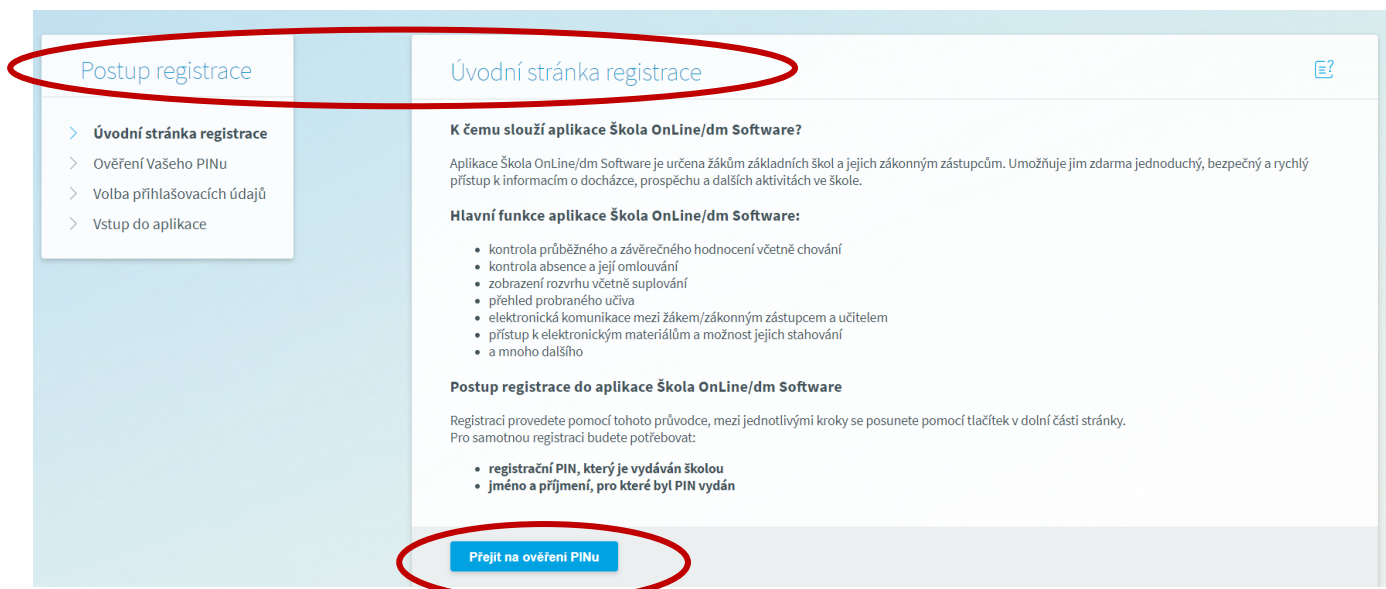 Postup registrace
Úvodní stránka registrace
Ověření Vašeho PINu
Volba přihlašovacích údajů
Vstup do aplikace
Úvodní stránka registrace
K čemu slouží aplikace Škola OnLine/dm Software?
Aplikace Škola OnLine/dm Software je určena žákům základních škol a jejich zákonným zástupcům. Umožňuje jim zdarma jednoduchý, bezpečný a rychlý
přístup k informacím o docházce, prospěchu a dalších aktivitách ve škole.
Hlavní funkce aplikace Škola OnLine/dm Software:
• kontrola průběžného a závěrečného hodnocení včetně chování
• kontrola absence a její omlouvání
• zobrazení rozvrhu včetně suplování
• přehled probraného učiva
• elektronická komunikace mezi žákem/zákonným zástupcem a učitelem
• přístup k elektronickým materiálům a možnost jejich stahování
• a mnoho dalšího
Postup registrace do aplikace Škola OnLine/dm Software
Registraci provedete pomocí tohoto průvodce, mezi jednotlivými kroky se posunete pomocí tlačítek v dolní části stránky.
Pro samotnou registraci budete potřebovat:
• registrační PIN, který je vydáván školou
• jméno a příjmení, pro které byl PIN vydán
Přejít na ověření PINu